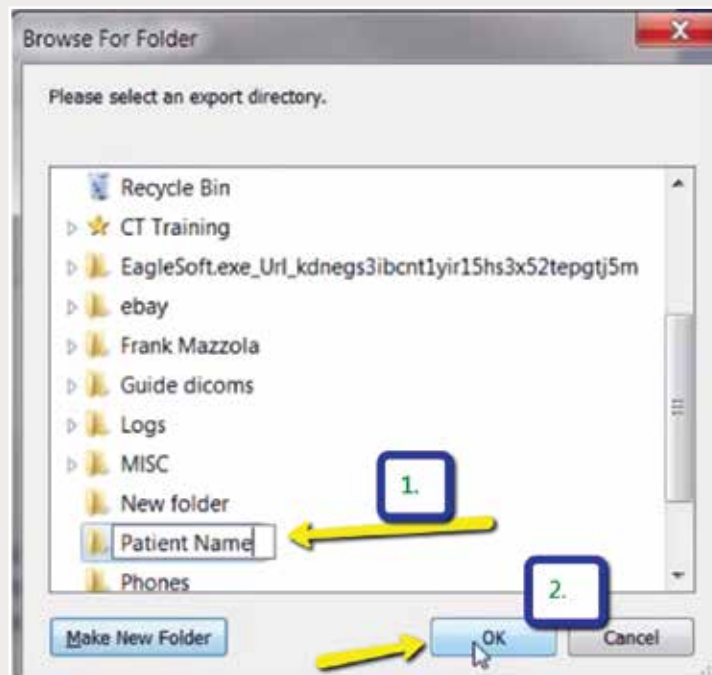 Browse For Folder
Please select an export directory.
Recycle Bin
CT Training
EagleSoft.exe_Url_kdnegs3ibcnt1yir15hs3x52tepgtj5m
ebay
Frank Mazzola
Guide dicoms
Logs
MISC
1.
New folder
Patient Name
Phones
2.
Make New Folder
OK
Cancel